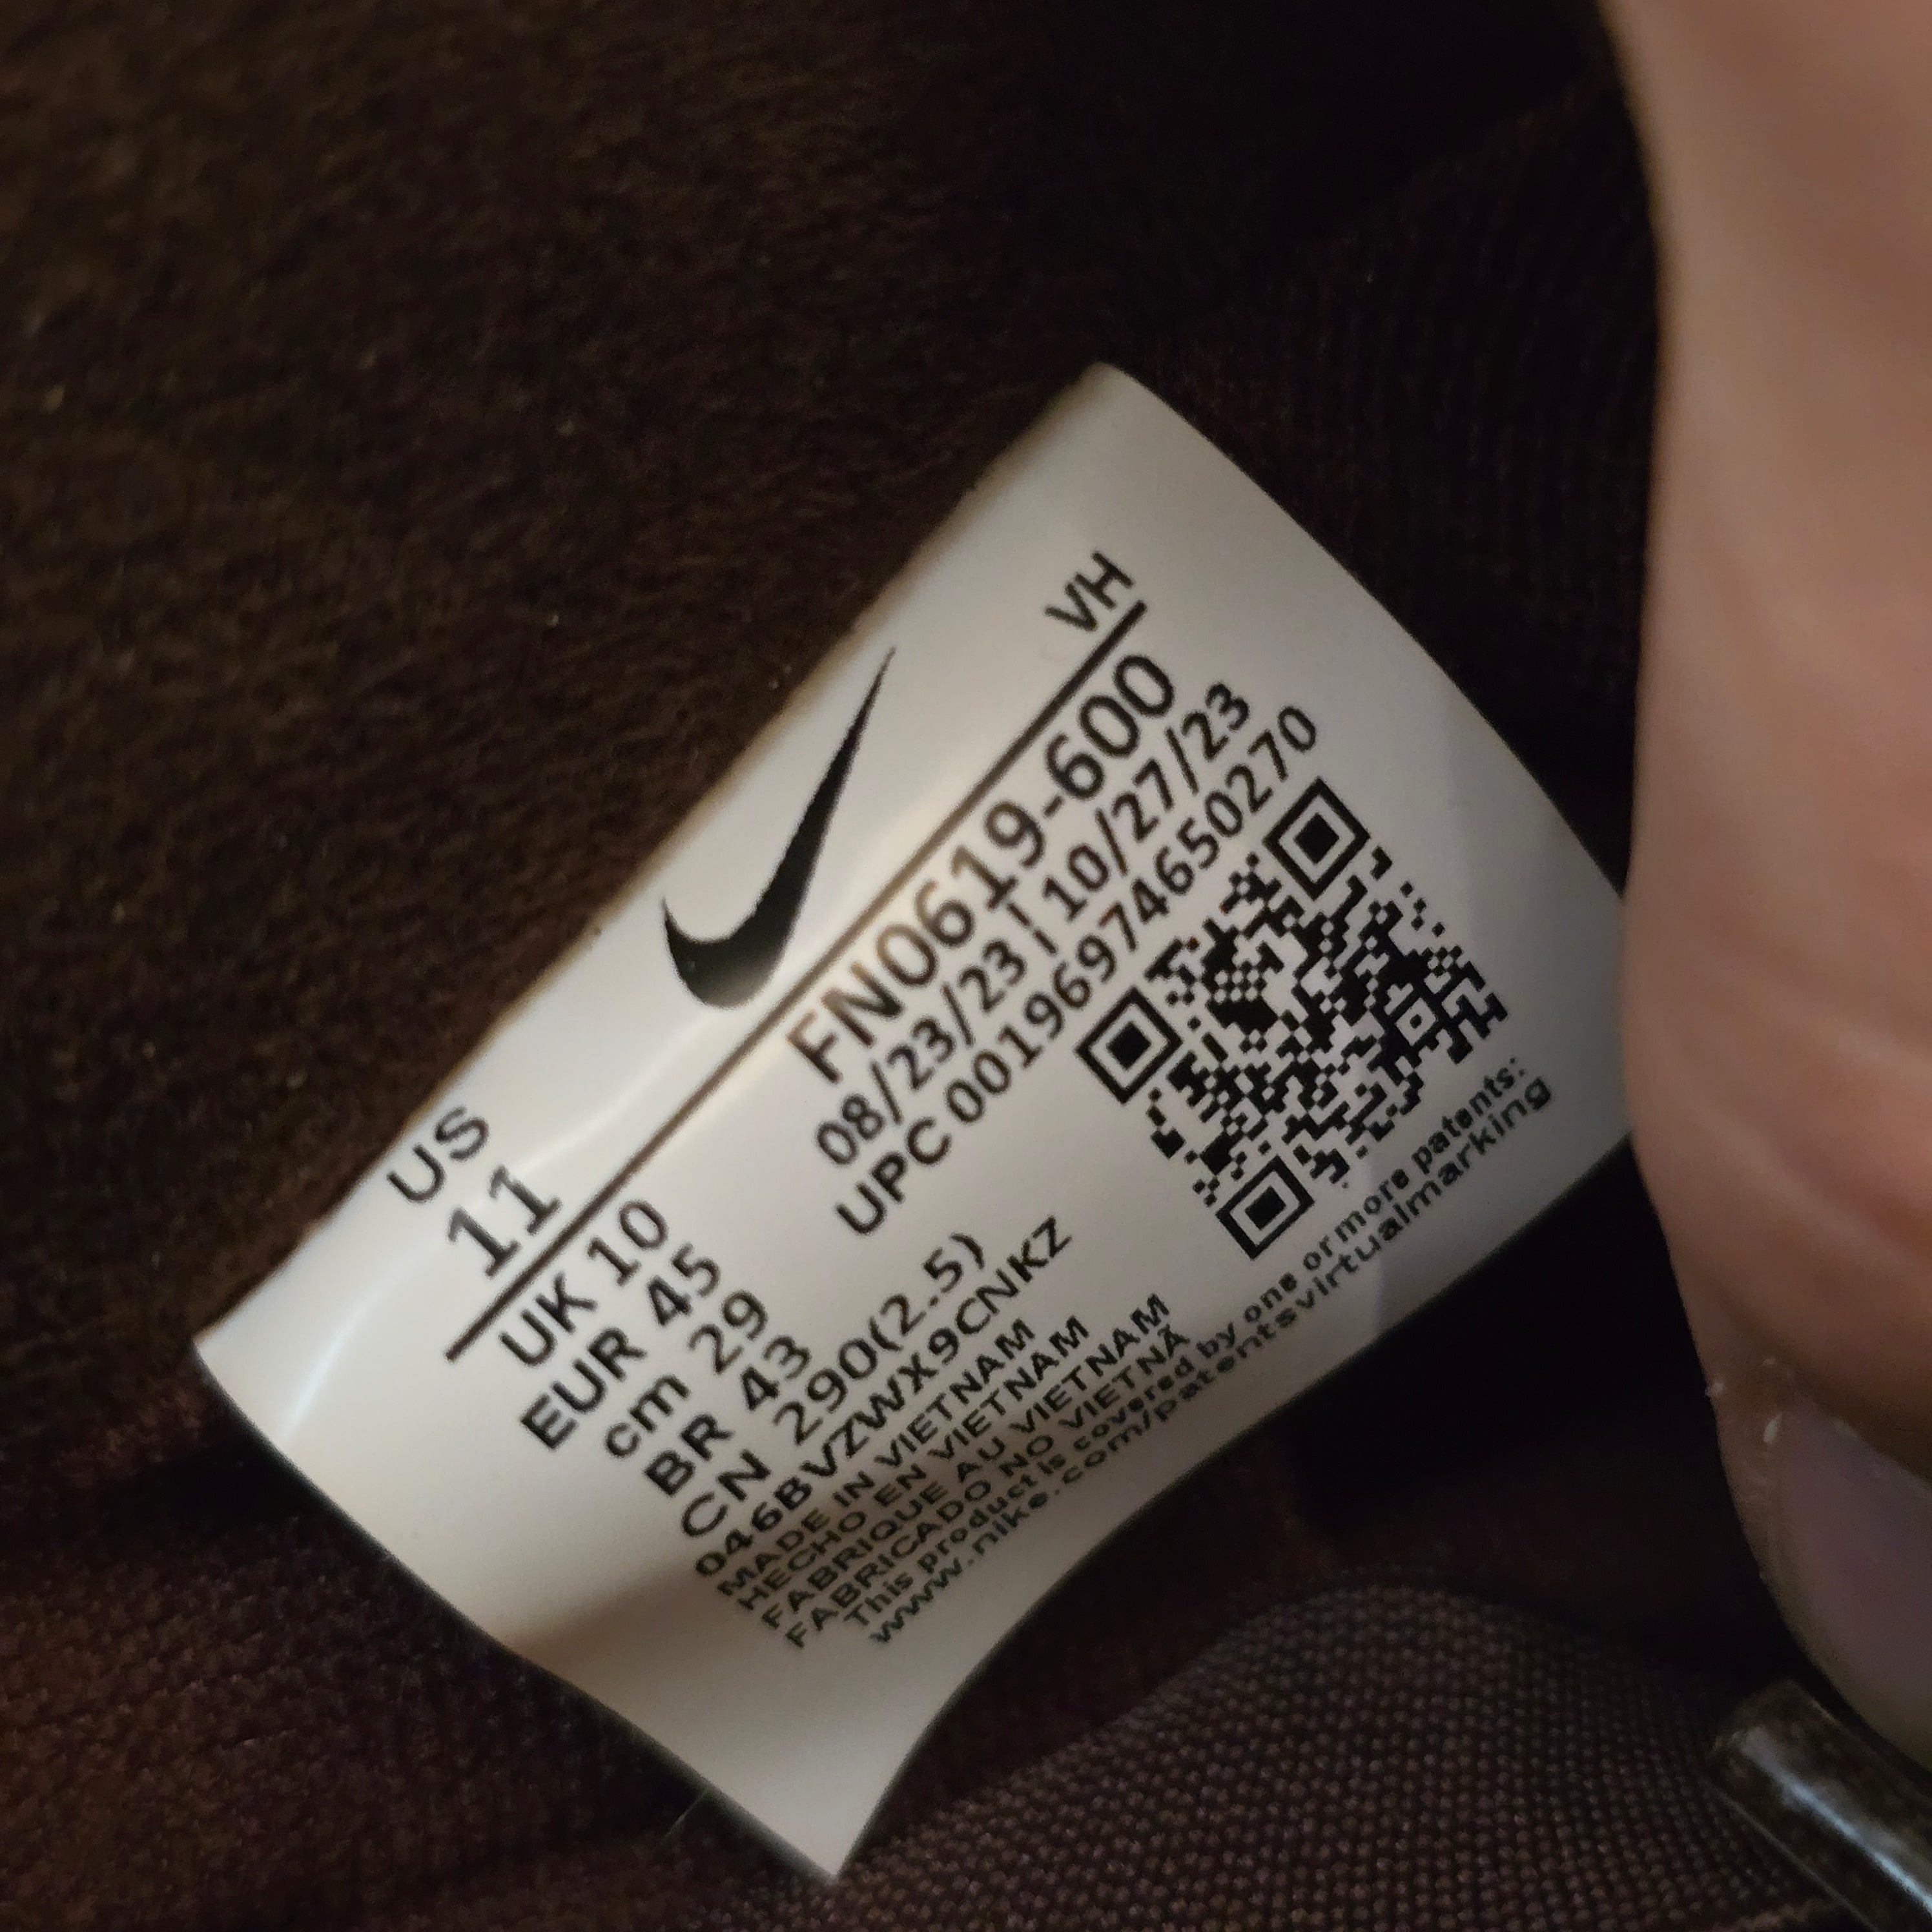 VH
US
11
UK 10
EUR 45
cm 29
BR 43
CN 290(2.5)
FN0619-600
08/23/23 | 10/27/23
UPC 00196974650270
046BVZWX9CNKZ
MADE IN VIETNAM
HECHO EN VIETNAM
FABRIQUE AU VIETNAM
FABRICADO NO VIETNÃ
This product is covered by one or more patents:
www.nike.com/patentsvirtualmarking